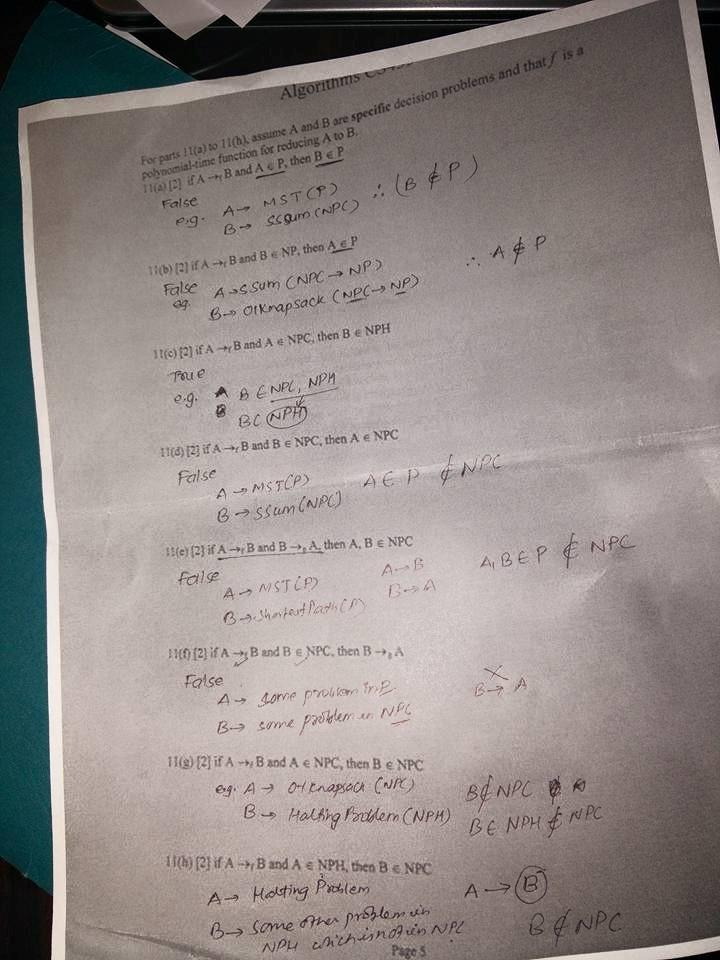 Algorithms
For parts 11(a) to 11(h), assume A and B are specific decision problems and that f is a
polynomial-time function for reducing A to B.
11(a) [2] if A →f B and A ∈ P, then B ∈ P
False
e.g. A → MST (P)
B → SSum (NPC) ∴ (B ∉ P)
11(b) [2] if A →f B and B ∈ NP, then A ∈ P
False
eg. A → SSum (NPC → NP) ∴ A ∉ P
B → 01Knapsack (NPC → NP)
11(c) [2] if A →f B and A ∈ NPC, then B ∈ NPH
True
e.g. B ∈ NPC, NPH
B ⊂ NPH
11(d) [2] if A →f B and B ∈ NPC, then A ∈ NPC
False
A → MST(P) A ∈ P ∉ NPC
B → SSum (NPC)
11(e) [2] if A →f B and B →g A, then A, B ∈ NPC
False
A → MST (P) A → B A, B ∈ P ∉ NPC
B → Shortest Path (P) B → A
11(f) [2] if A →f B and B ∈ NPC, then B →g A
False
A → some problem in P B → A
B → some problem in NPC
11(g) [2] if A →f B and A ∈ NPC, then B ∈ NPC
eg. A → 01 Knapsack (NPC) B ∉ NPC
B → Halting Problem (NPH) B ∈ NPH ∉ NPC
11(h) [2] if A →f B and A ∈ NPH, then B ∈ NPC
A → Halting Problem A → B
B → some other problem in B ∉ NPC
NPH which is not in NPC
Page 5